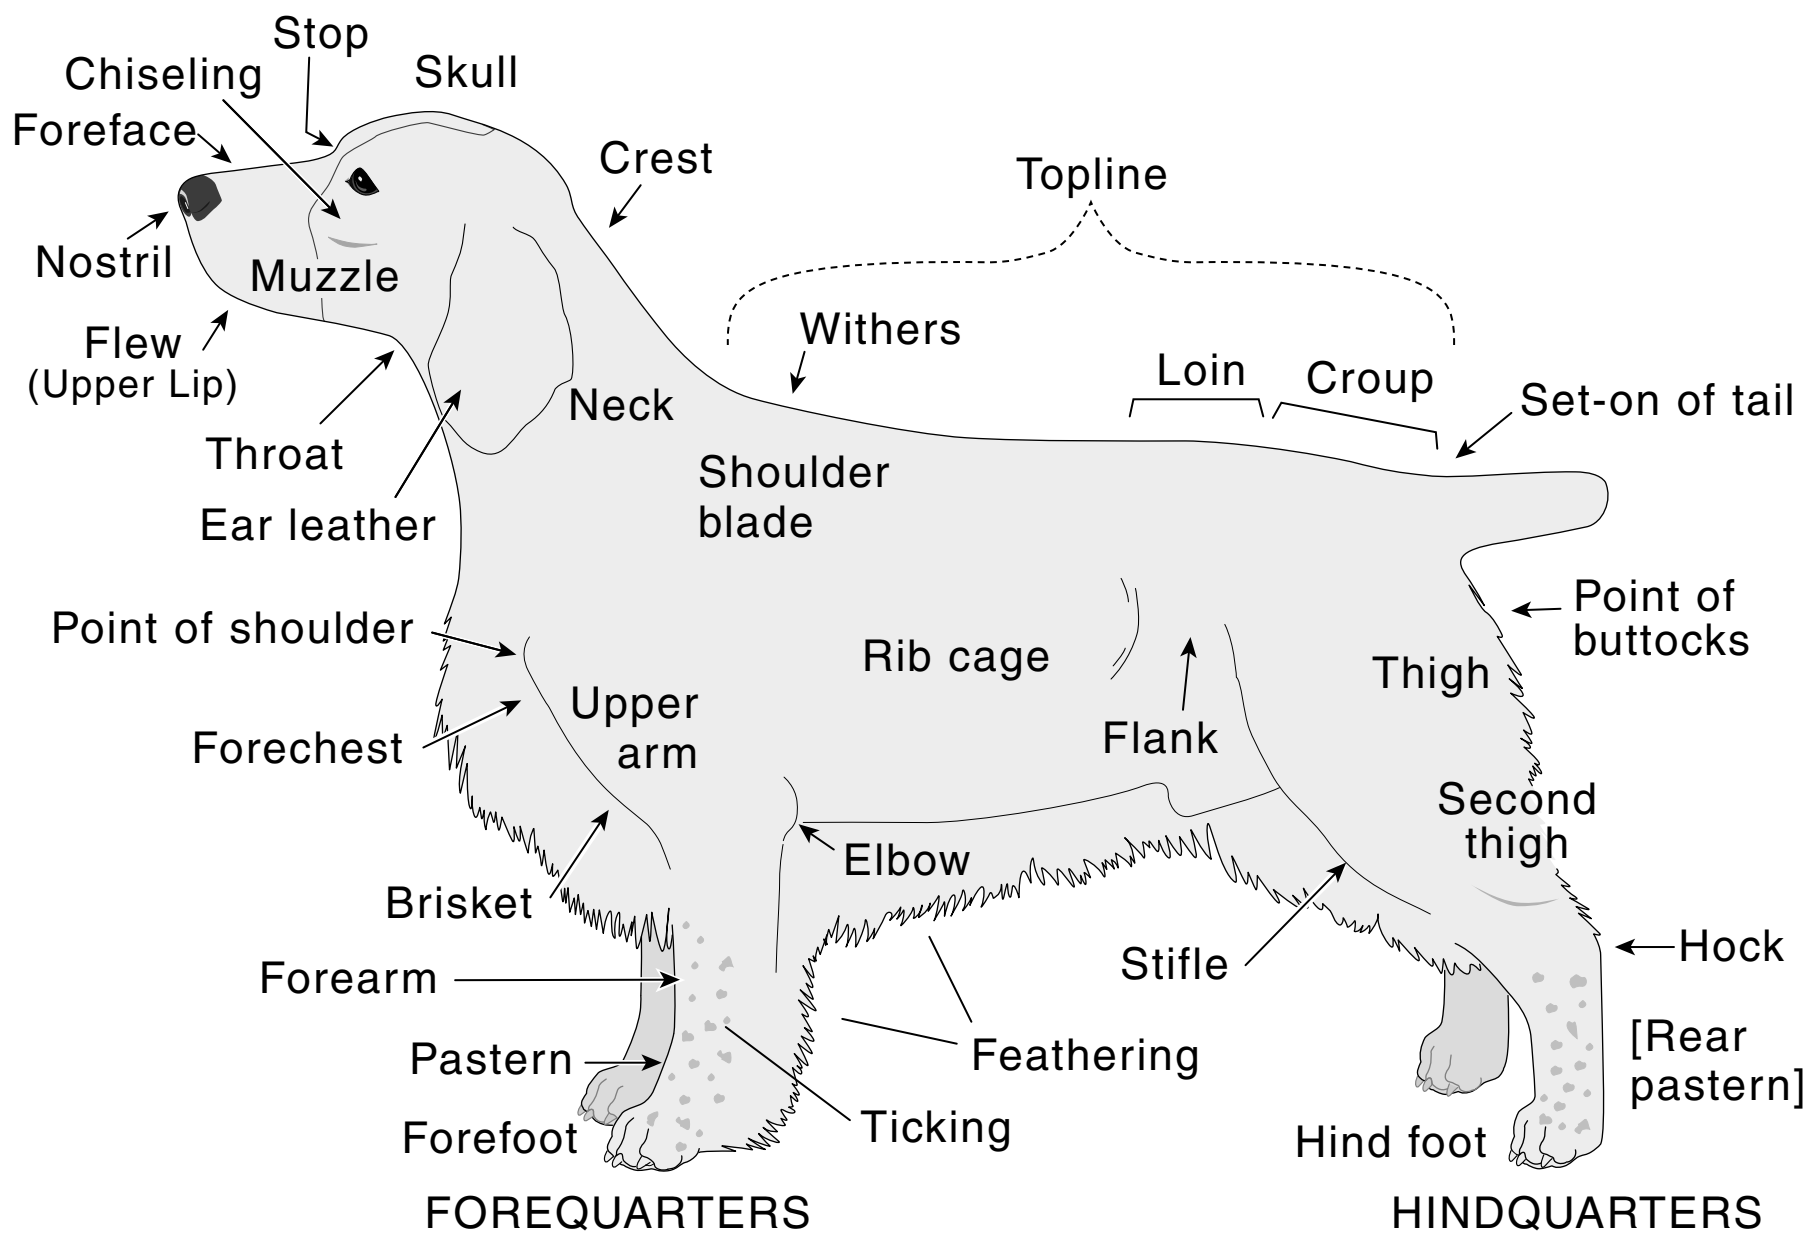 Stop
Skull
Chiseling
Foreface
Crest
Topline
Nostril
Muzzle
Withers
Flew
(Upper Lip)
Loin
Croup
Set-on of tail
Neck
Throat
Shoulder
blade
Ear leather
Point of
buttocks
Point of shoulder
Rib cage
Thigh
Upper
arm
Flank
Forechest
Second
thigh
Elbow
Brisket
Hock
Stifle
Forearm
[Rear
pastern]
Pastern
Feathering
Ticking
Forefoot
Hind foot
FOREQUARTERS
HINDQUARTERS